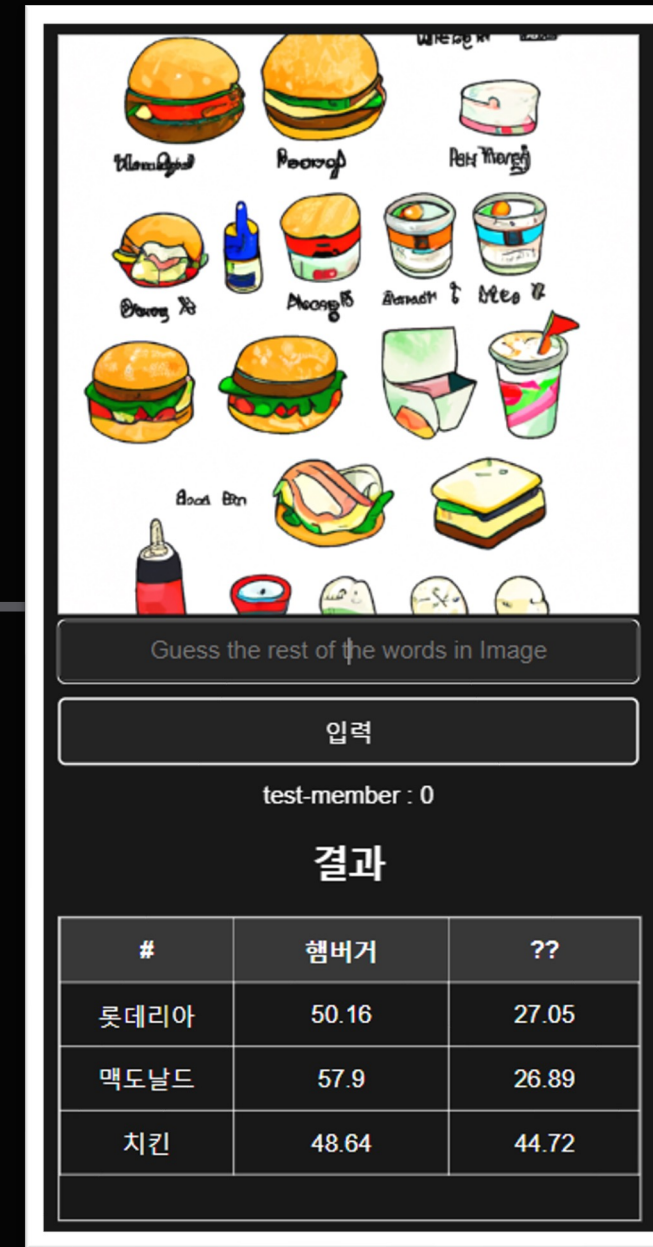 Guess the rest of the words in Image
입력
test-member : 0
결과
# 햄버거 ??
롯데리아 50.16 27.05
맥도날드 57.9 26.89
치킨 48.64 44.72